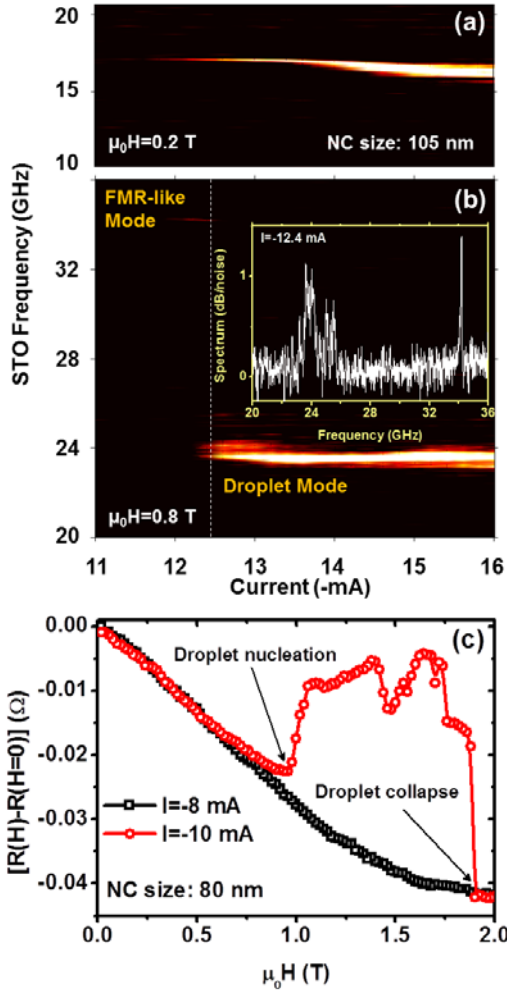 (a)
20
15
10
μ₀H=0.2 T
NC size: 105 nm
STO Frequency (GHz)
(b)
FMR-like
Mode
32
28
24
20
I=-12.4 mA
Spectrum (dB/noise)
1
0
20 24 28 32 36
Frequency (GHz)
Droplet Mode
μ₀H=0.8 T
11 12 13 14 15 16
Current (-mA)
(c)
[R(H)-R(H=0)] (Ω)
0.00
-0.01
-0.02
-0.03
-0.04
Droplet nucleation
Droplet collapse
I=-8 mA
I=-10 mA
NC size: 80 nm
0.0 0.5 1.0 1.5 2.0
μ₀H (T)